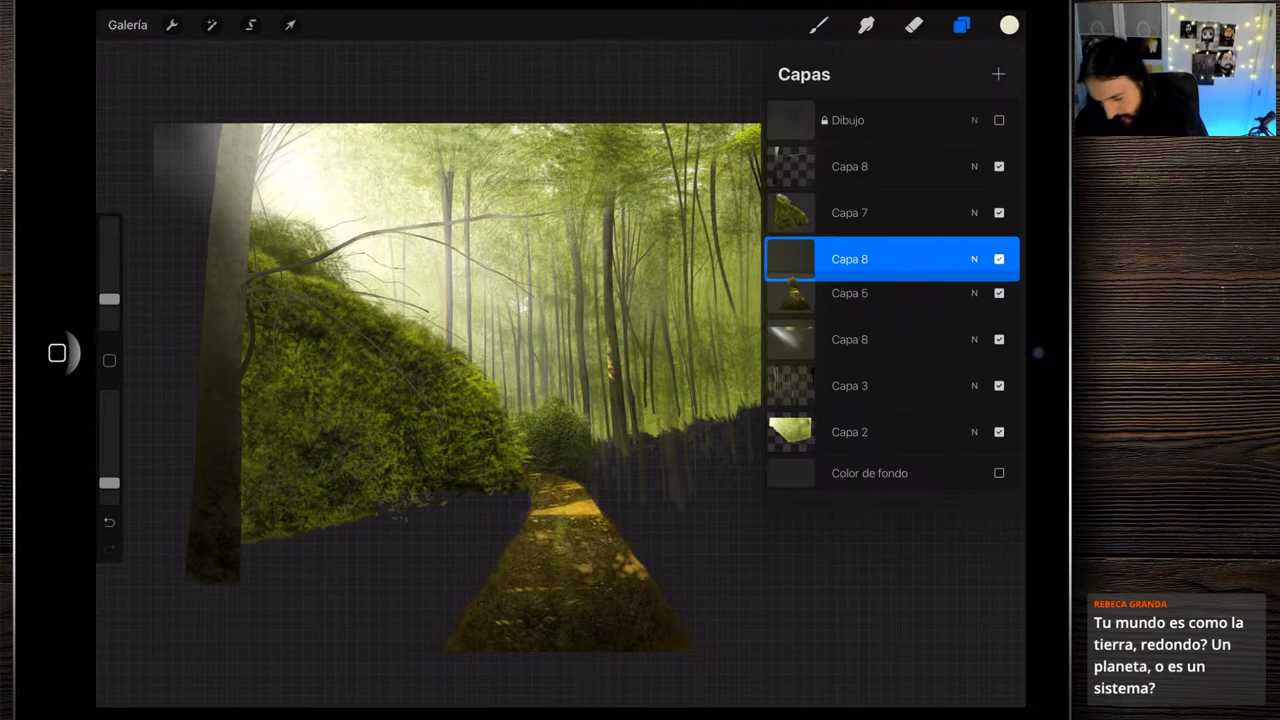 Galería
Capas
Dibujo N
Capa 8 N
Capa 7 N
Capa 8 N
Capa 5 N
Capa 8 N
Capa 3 N
Capa 2 N
Color de fondo
REBECA GRANDA
Tu mundo es como la
tierra, redondo? Un
planeta, o es un
sistema?